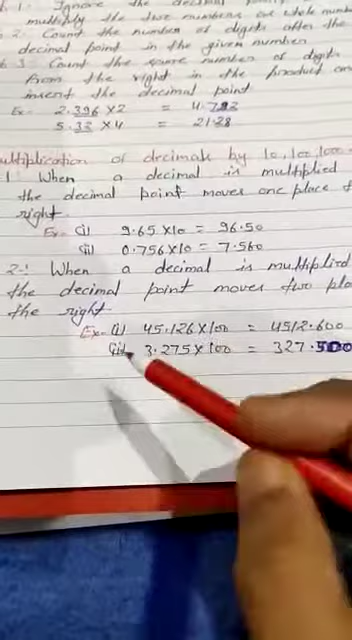 1. Ignore the decimal
multiply the two numbers as whole number
2. Count the number of digits after the
decimal point in the given number
3. Count the same number of digits
from the right in the product and
insert the decimal point
Ex- 2.396 × 2 = 4.792
5.32 × 4 = 21.28
Multiplication of decimals by 10, 100, 1000
1. When a decimal is multiplied
the decimal point moves one place
right.
Ex- (i) 9.65 × 10 = 96.50
(ii) 0.756 × 10 = 7.560
2:- When a decimal is multiplied
the decimal point moves two
the right.
Ex- (i) 45.126 × 100 = 4512.600
(ii) 3.275 × 100 = 327.500